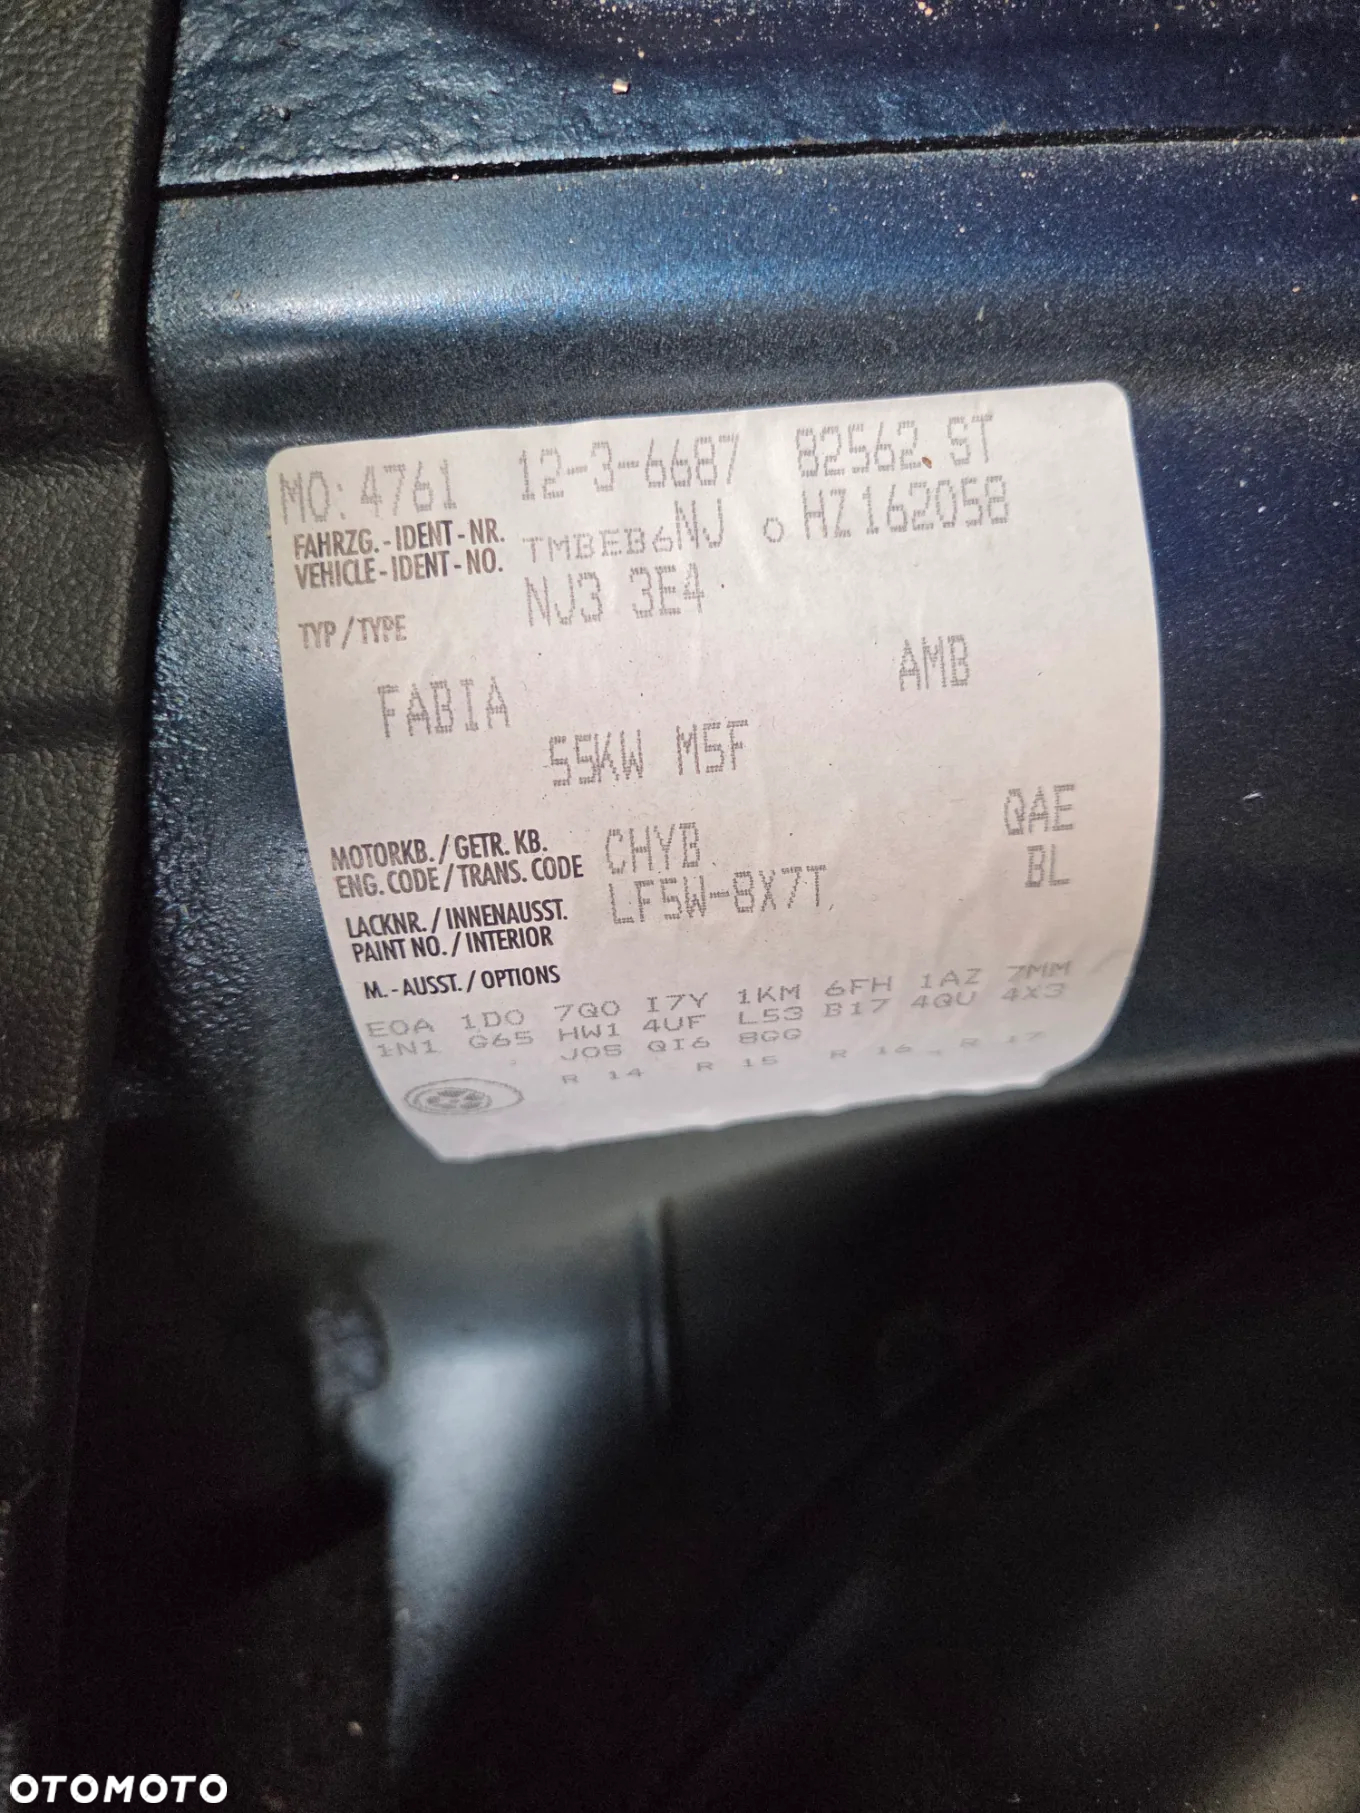 MO: 4761 12-3-6687 82562.ST
FAHRZG.-IDENT-NR.
VEHICLE-IDENT-NO. TMBEB6NJ0HZ162058
TYP/TYPE NJ3 3E4
FABIA AMB
55KW M5F
MOTORKB./GETR. KB.
ENG. CODE/TRANS. CODE CHYB QAE
LACKNR./INNENAUSST.
PAINT NO./INTERIOR LF5W-8X7T BL
M.-AUSST./OPTIONS
E0A 1D0 7Q0 I7Y 1KM 6FH 1AZ 7MM
1N1 G65 HW1 4UF L53 B17 4QU 4X3
J0S QI6 8GG
R 14 R 15 R 16 R 17
OTOMOTO